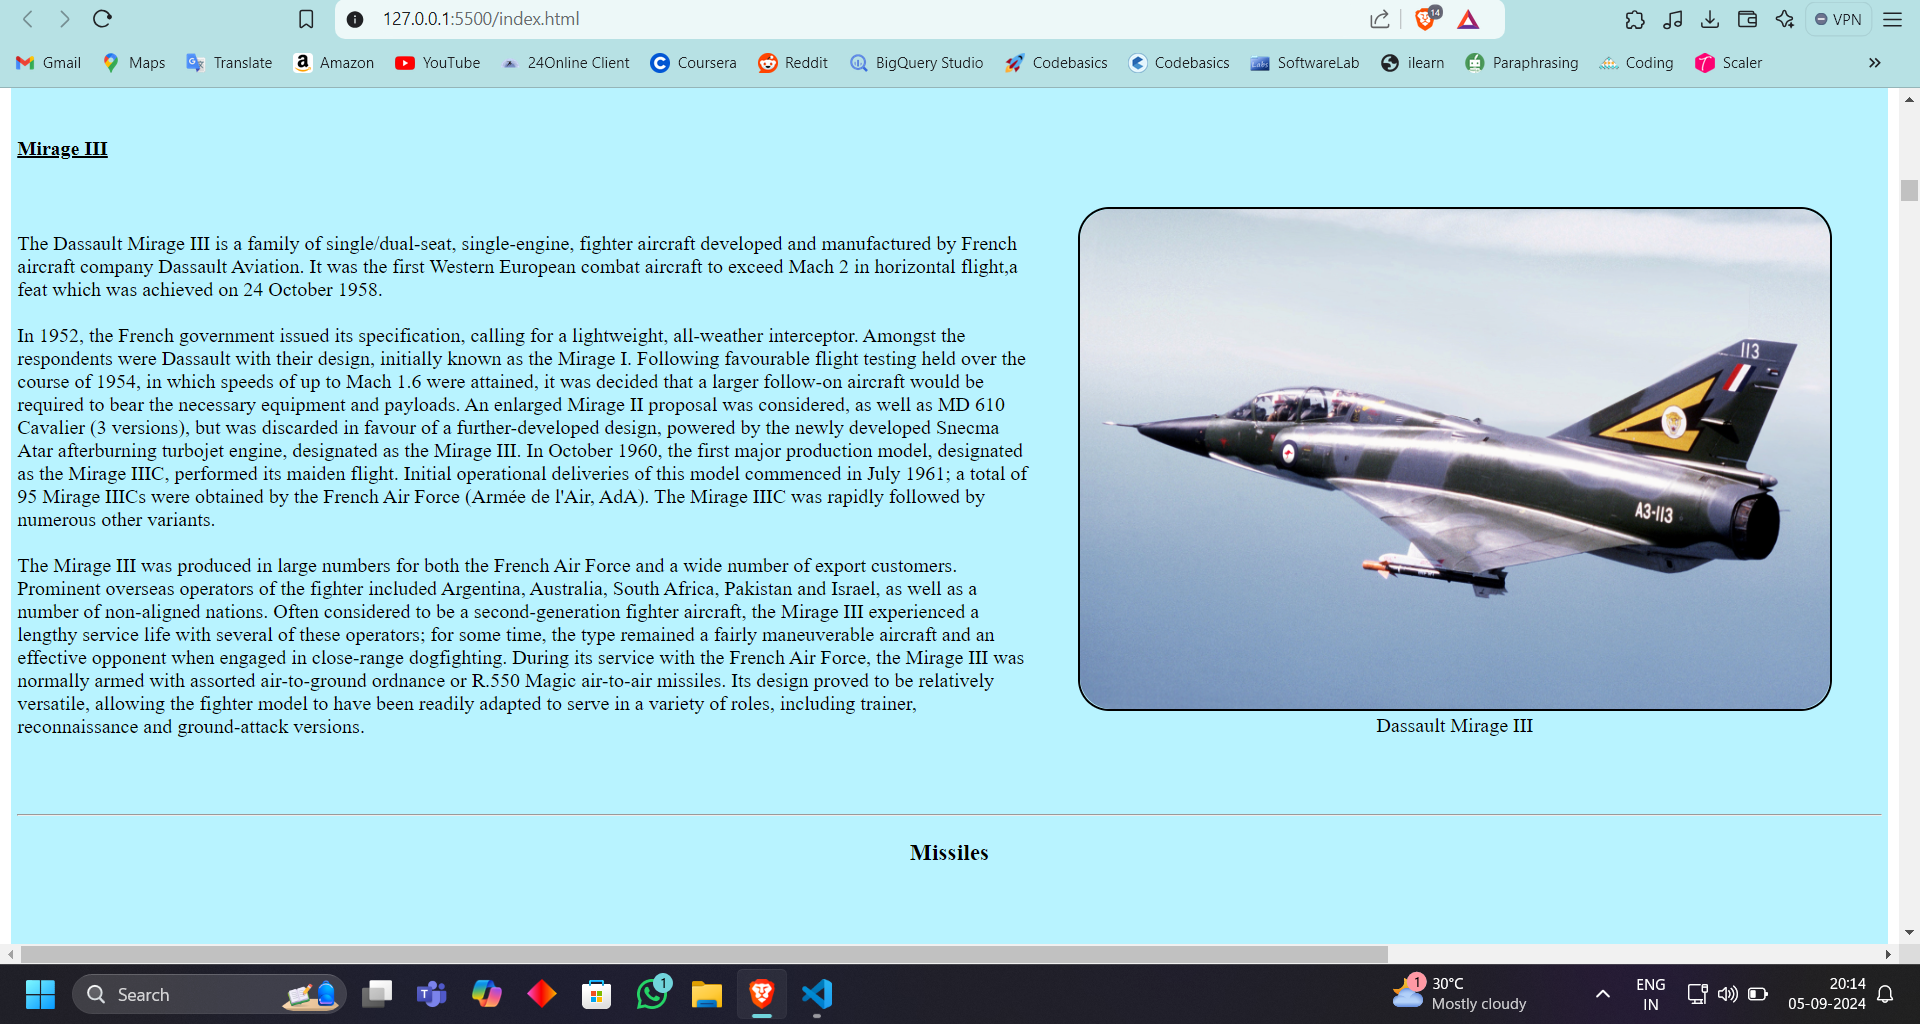 127.0.0.1:5500/index.html
14
VPN
Gmail
Maps
Translate
Amazon
YouTube
24Online Client
Coursera
Reddit
BigQuery Studio
Codebasics
Codebasics
SoftwareLab
ilearn
Paraphrasing
Coding
Scaler
»
Mirage III
The Dassault Mirage III is a family of single/dual-seat, single-engine, fighter aircraft developed and manufactured by French
aircraft company Dassault Aviation. It was the first Western European combat aircraft to exceed Mach 2 in horizontal flight,a
feat which was achieved on 24 October 1958.
In 1952, the French government issued its specification, calling for a lightweight, all-weather interceptor. Amongst the
respondents were Dassault with their design, initially known as the Mirage I. Following favourable flight testing held over the
course of 1954, in which speeds of up to Mach 1.6 were attained, it was decided that a larger follow-on aircraft would be
required to bear the necessary equipment and payloads. An enlarged Mirage II proposal was considered, as well as MD 610
Cavalier (3 versions), but was discarded in favour of a further-developed design, powered by the newly developed Snecma
Atar afterburning turbojet engine, designated as the Mirage III. In October 1960, the first major production model, designated
as the Mirage IIIC, performed its maiden flight. Initial operational deliveries of this model commenced in July 1961; a total of
95 Mirage IIICs were obtained by the French Air Force (Armée de l'Air, AdA). The Mirage IIIC was rapidly followed by
numerous other variants.
The Mirage III was produced in large numbers for both the French Air Force and a wide number of export customers.
Prominent overseas operators of the fighter included Argentina, Australia, South Africa, Pakistan and Israel, as well as a
number of non-aligned nations. Often considered to be a second-generation fighter aircraft, the Mirage III experienced a
lengthy service life with several of these operators; for some time, the type remained a fairly maneuverable aircraft and an
effective opponent when engaged in close-range dogfighting. During its service with the French Air Force, the Mirage III was
normally armed with assorted air-to-ground ordnance or R.550 Magic air-to-air missiles. Its design proved to be relatively
versatile, allowing the fighter model to have been readily adapted to serve in a variety of roles, including trainer,
reconnaissance and ground-attack versions.
113
A3-113
Dassault Mirage III
Missiles
Search
1
1
30°C
Mostly cloudy
ENG
IN
20:14
05-09-2024